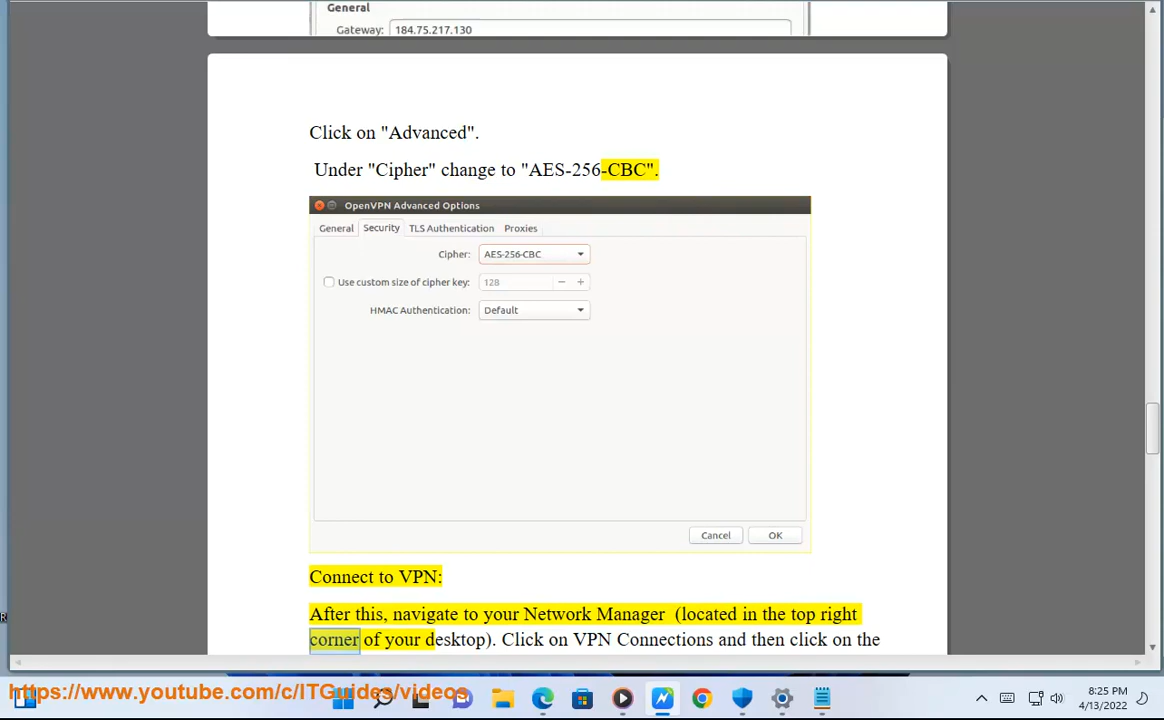 General
Gateway: 184.75.217.130
Click on "Advanced".
Under "Cipher" change to "AES-256-CBC".
OpenVPN Advanced Options
General Security TLS Authentication Proxies
Cipher: AES-256-CBC
Use custom size of cipher key: 128 − +
HMAC Authentication: Default
Cancel OK
Connect to VPN:
After this, navigate to your Network Manager (located in the top right
corner of your desktop). Click on VPN Connections and then click on the
https://www.youtube.com/c/ITGuides/videos
8:25 PM
4/13/2022